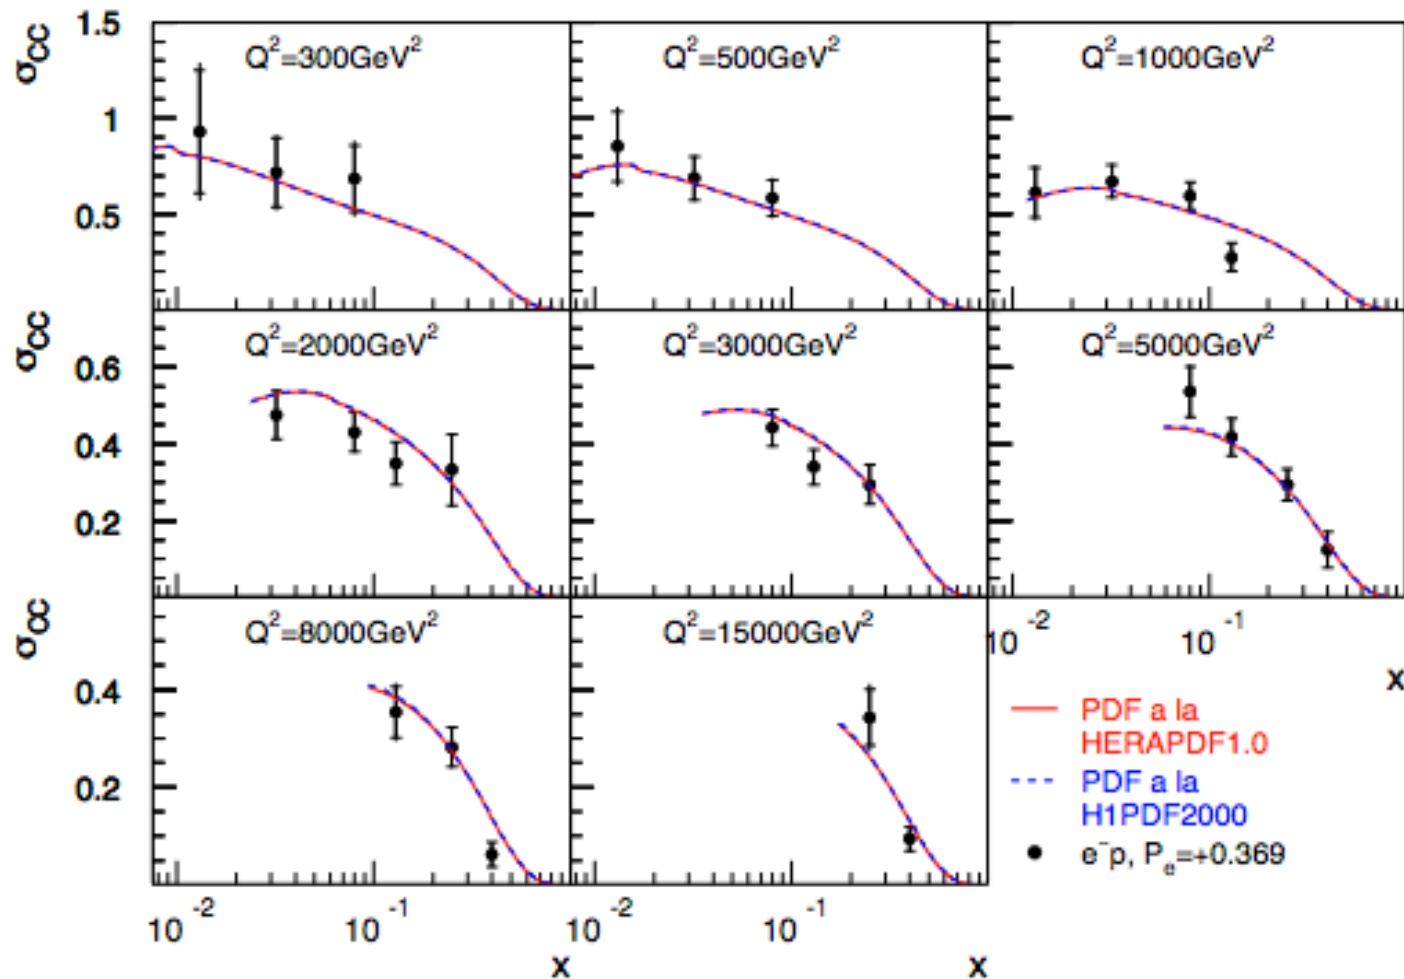 σCC
1.5
1
0.5
Q²=300GeV²
Q²=500GeV²
Q²=1000GeV²
σCC
0.6
0.4
0.2
Q²=2000GeV²
Q²=3000GeV²
Q²=5000GeV²
10⁻² 10⁻¹
x
σCC
0.4
0.2
Q²=8000GeV²
Q²=15000GeV²
10⁻² 10⁻¹
x
10⁻² 10⁻¹
x
PDF a la
HERAPDF1.0
PDF a la
H1PDF2000
e⁻p, Pₑ=+0.369